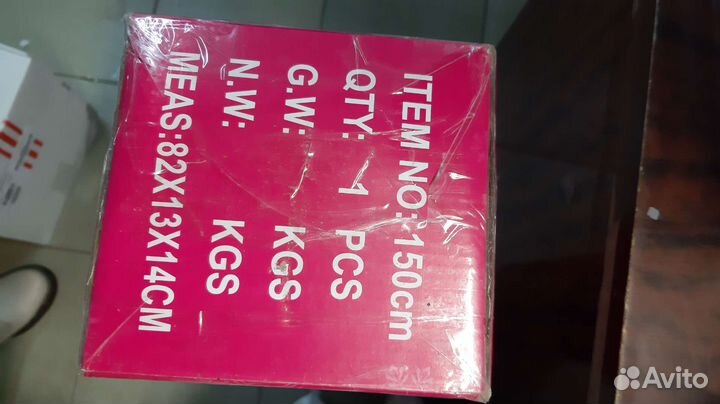 ITEM NO: 150cm
QTY: 1 PCS
G.W: KGS
N.W: KGS
MEAS:82X13X14CM
Avito